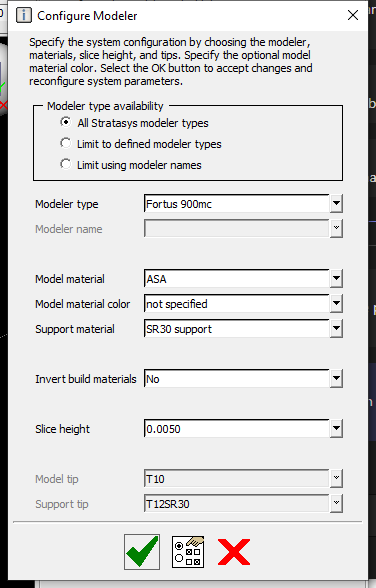 Configure Modeler
Specify the system configuration by choosing the modeler,
materials, slice height, and tips. Specify the optional model
material color. Select the OK button to accept changes and
reconfigure system parameters.
Modeler type availability
All Stratasys modeler types
Limit to defined modeler types
Limit using modeler names
Modeler type Fortus 900mc
Modeler name
Model material ASA
Model material color not specified
Support material SR30 support
Invert build materials No
Slice height 0.0050
Model tip T10
Support tip T12SR30